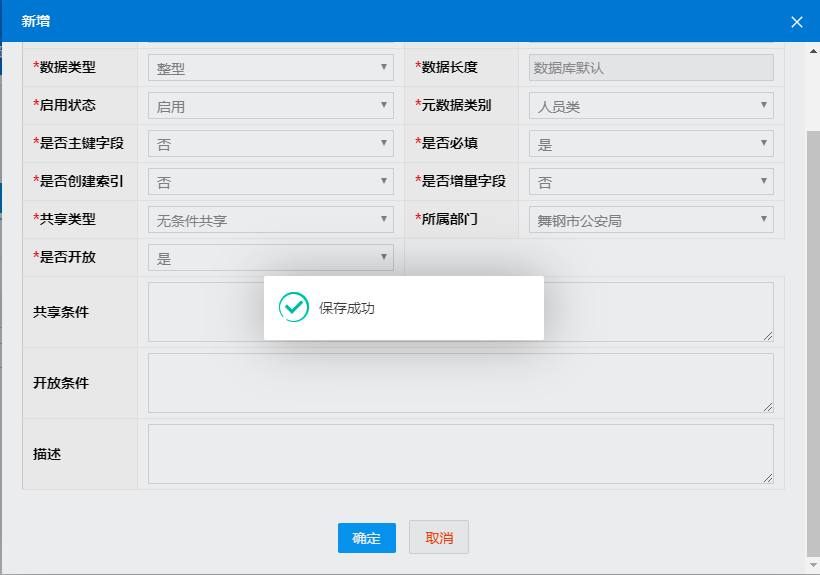 新增
*数据类型 整型 *数据长度 数据库默认
*启用状态 启用 *元数据类别 人员类
*是否主键字段 否 *是否必填 是
*是否创建索引 否 *是否增量字段 否
*共享类型 无条件共享 *所属部门 舞钢市公安局
*是否开放 是
共享条件
保存成功
开放条件
描述
确定 取消